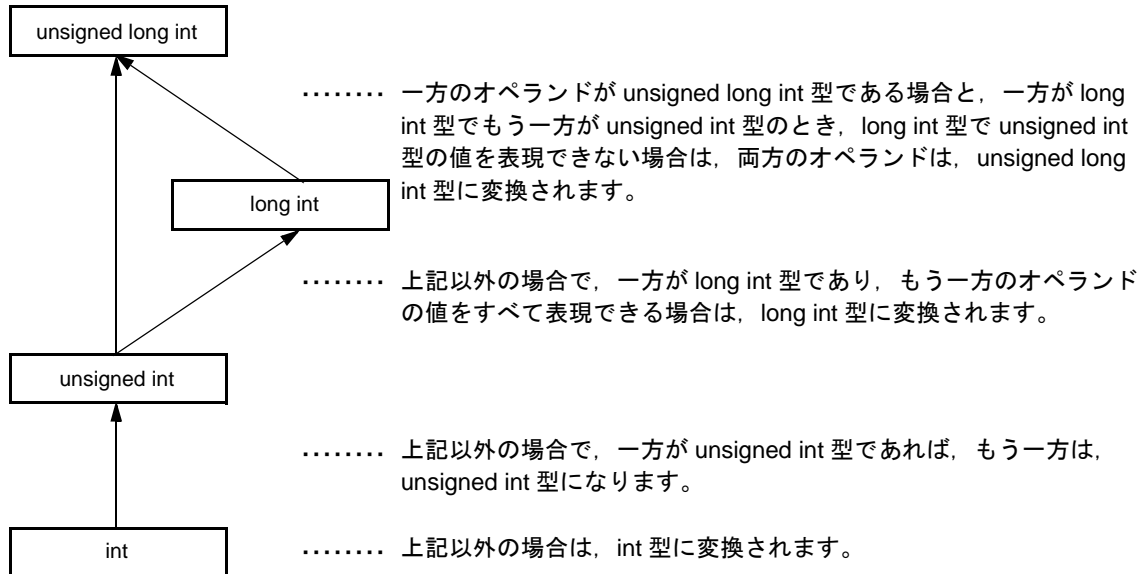 unsigned long int
........ 一方のオペランドが unsigned long int 型である場合と，一方が long
int 型でもう一方が unsigned int 型のとき，long int 型で unsigned int
型の値を表現できない場合は，両方のオペランドは，unsigned long
int 型に変換されます。
long int
........ 上記以外の場合で，一方が long int 型であり，もう一方のオペランド
の値をすべて表現できる場合は，long int 型に変換されます。
unsigned int
........ 上記以外の場合で，一方が unsigned int 型であれば，もう一方は，
unsigned int 型になります。
int
........ 上記以外の場合は，int 型に変換されます。